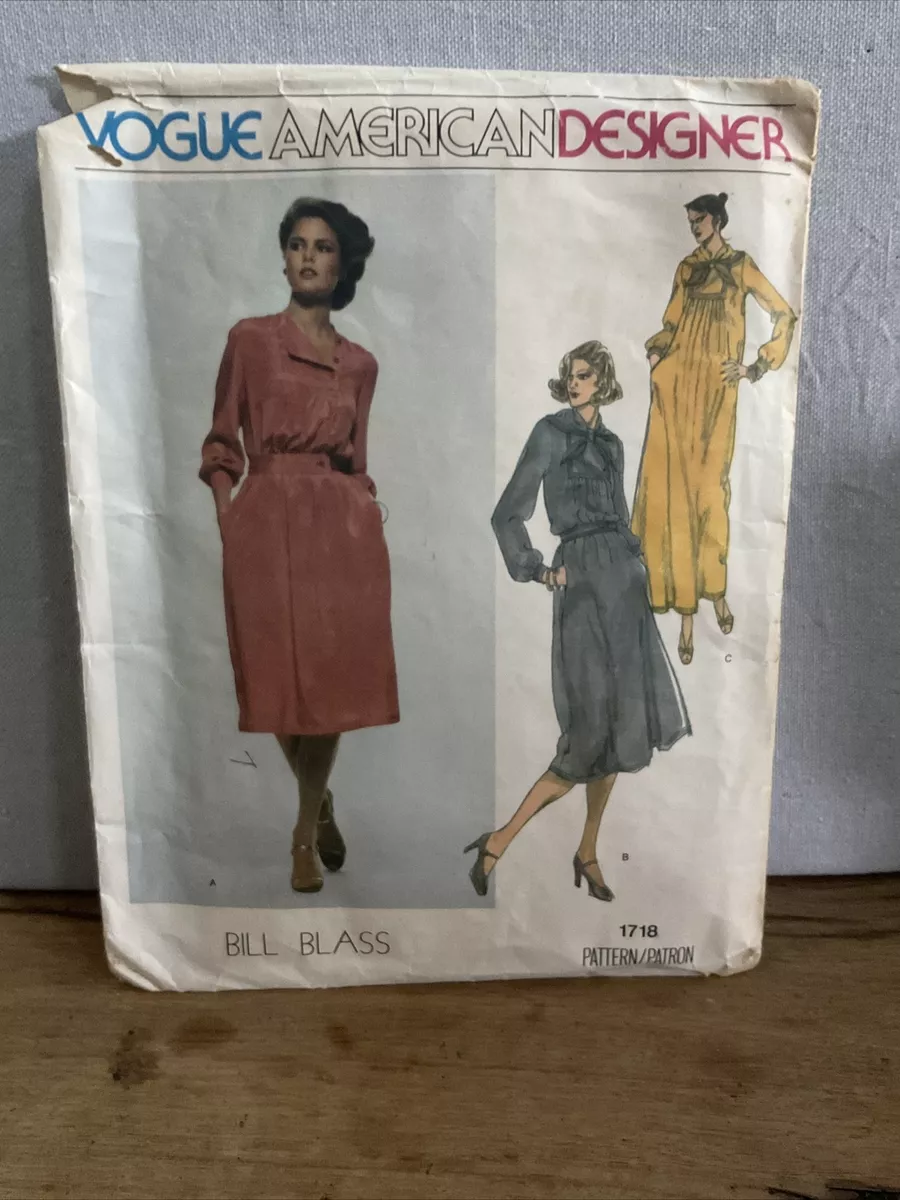 VOGUE AMERICAN DESIGNER
C
B
A
BILL BLASS
1718
PATTERN/PATRON